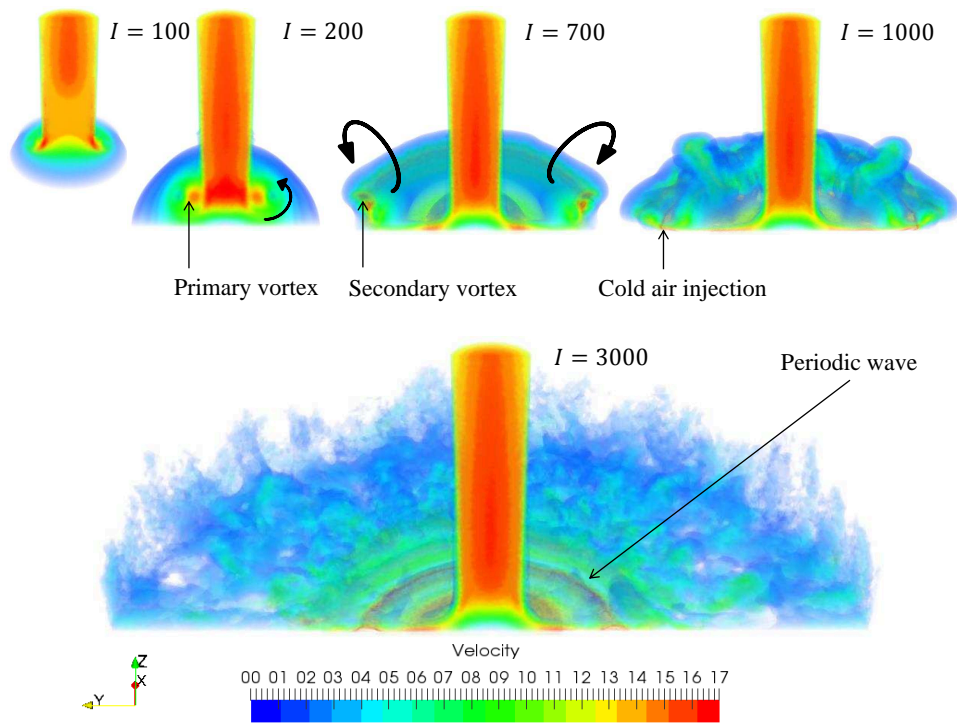 I = 100
I = 200
I = 700
I = 1000
Primary vortex
Secondary vortex
Cold air injection
I = 3000
Periodic wave
Velocity
00 01 02 03 04 05 06 07 08 09 10 11 12 13 14 15 16 17
Z
X
Y